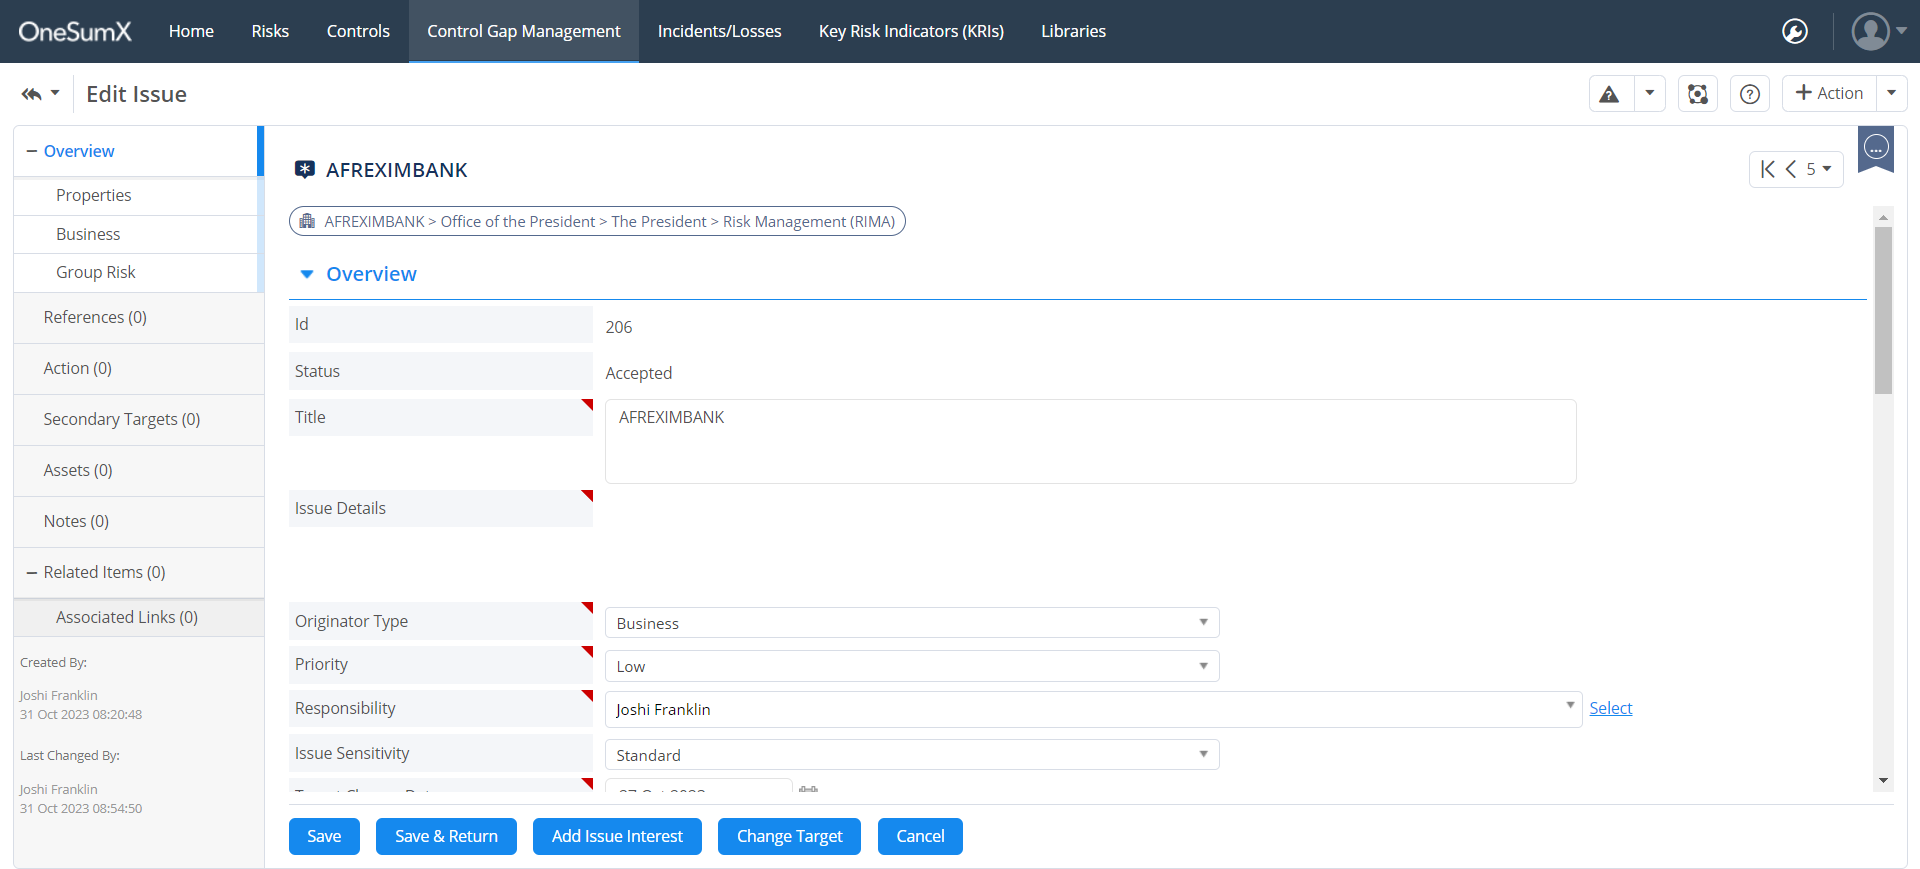 OneSumX
Home
Risks
Controls
Control Gap Management
Incidents/Losses
Key Risk Indicators (KRIs)
Libraries
Edit Issue
Action
Overview
Properties
Business
Group Risk
References (0)
Action (0)
Secondary Targets (0)
Assets (0)
Notes (0)
Related Items (0)
Associated Links (0)
Created By:
Joshi Franklin
31 Oct 2023 08:20:48
Last Changed By:
Joshi Franklin
31 Oct 2023 08:54:50
AFREXIMBANK
5
AFREXIMBANK > Office of the President > The President > Risk Management (RIMA)
Overview
Id
206
Status
Accepted
Title
AFREXIMBANK
Issue Details
Originator Type
Business
Priority
Low
Responsibility
Joshi Franklin
Select
Issue Sensitivity
Standard
Save
Save & Return
Add Issue Interest
Change Target
Cancel